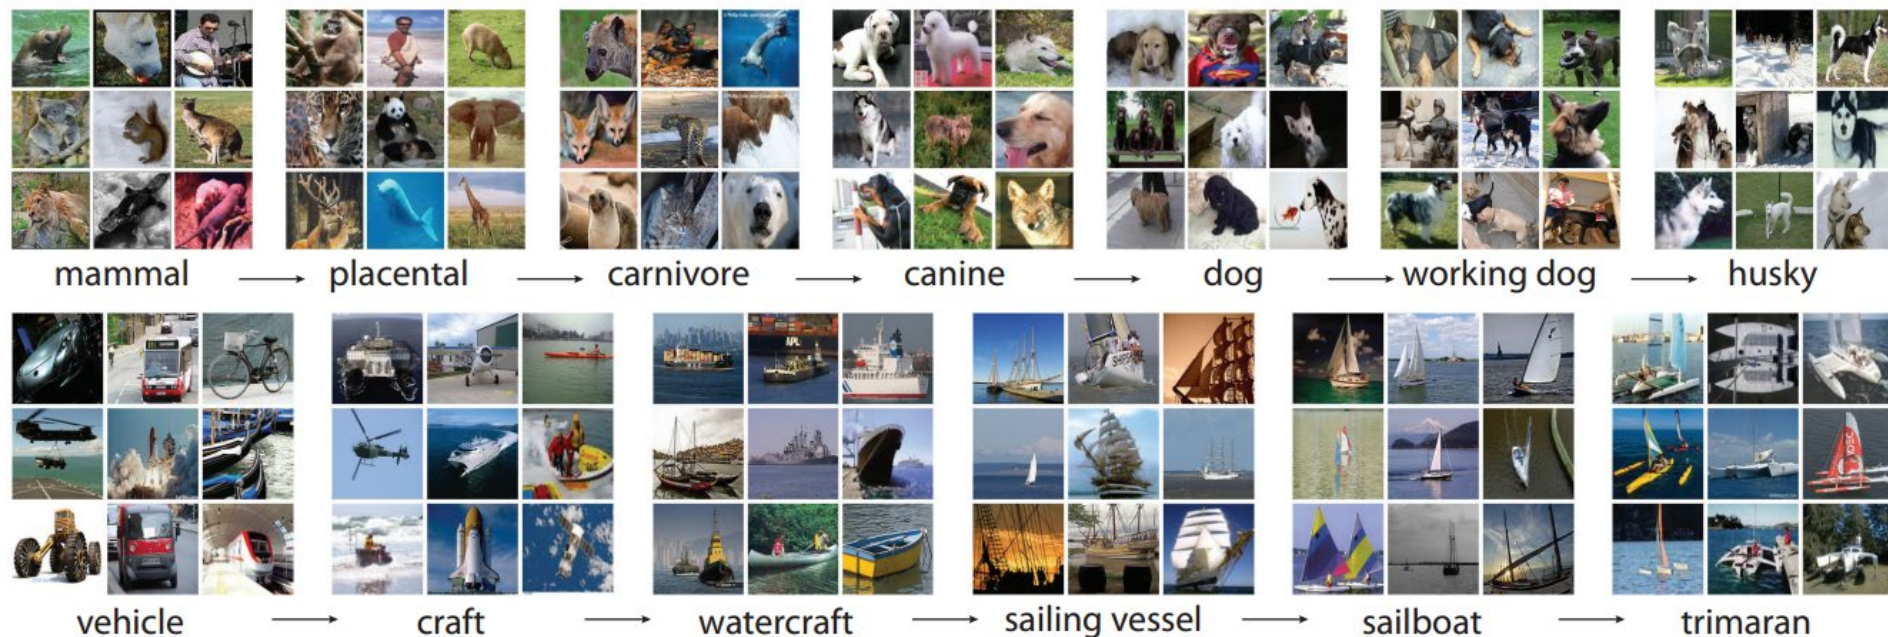 mammal → placental → carnivore → canine → dog → working dog → husky
vehicle → craft → watercraft → sailing vessel → sailboat → trimaran